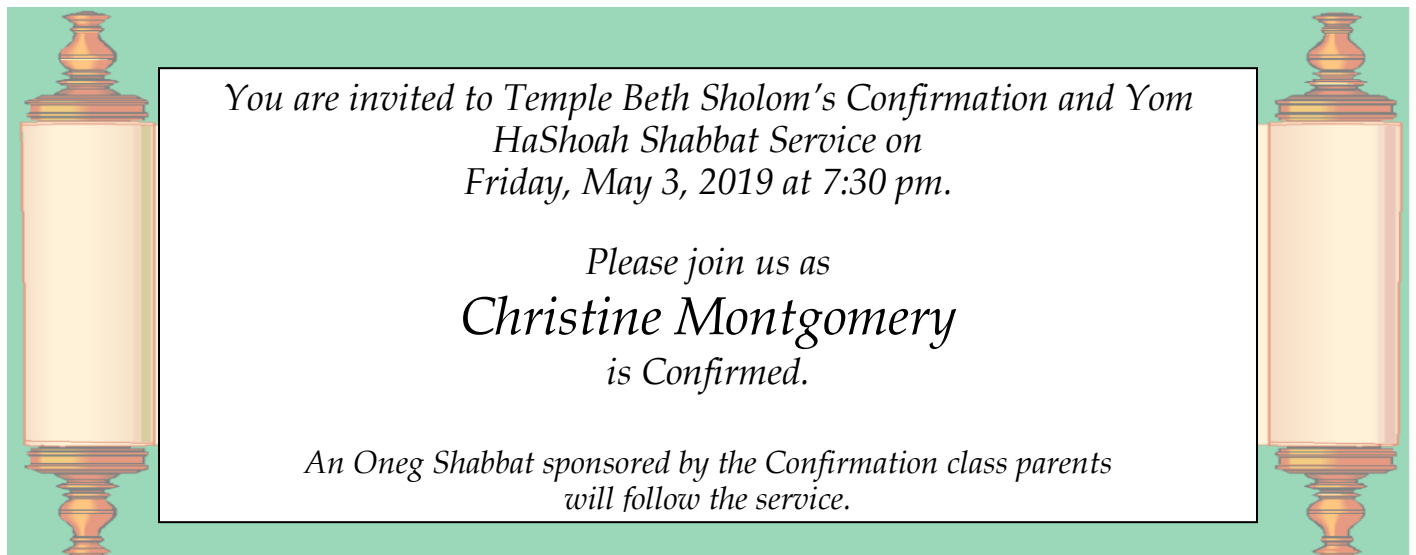 You are invited to Temple Beth Sholom’s Confirmation and Yom
HaShoah Shabbat Service on
Friday, May 3, 2019 at 7:30 pm.
Please join us as
Christine Montgomery
is Confirmed.
An Oneg Shabbat sponsored by the Confirmation class parents
will follow the service.